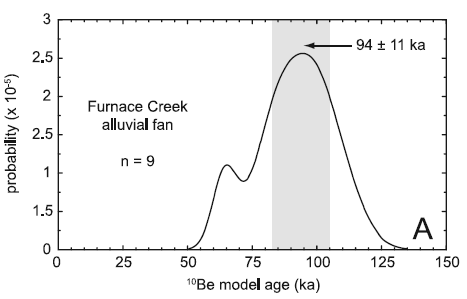 3
2.5
2
2.5
1
1.5
0
probability (x 10⁻⁵)
94 ± 11 ka
Furnace Creek
alluvial fan
n = 9
A
0 25 50 75 100 125 150
¹⁰Be model age (ka)